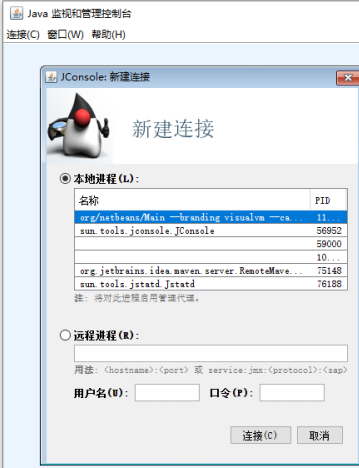 Java 监视和管理控制台
连接(C) 窗口(W) 帮助(H)
JConsole: 新建连接
新建连接
本地进程(L):
名称 PID
org/netbeans/Main --branding visualvm --ca... 11...
sun.tools.jconsole.JConsole 56952
59000
10...
org.jetbrains.idea.maven.server.RemoteMave... 75148
sun.tools.jstatd.Jstatd 76188
注: 将对此进程启用管理代理。
远程进程(R):
用法: <hostname>:<port> 或 service:jmx:<protocol>:<sap>
用户名(U): 口令(P):
连接(C) 取消